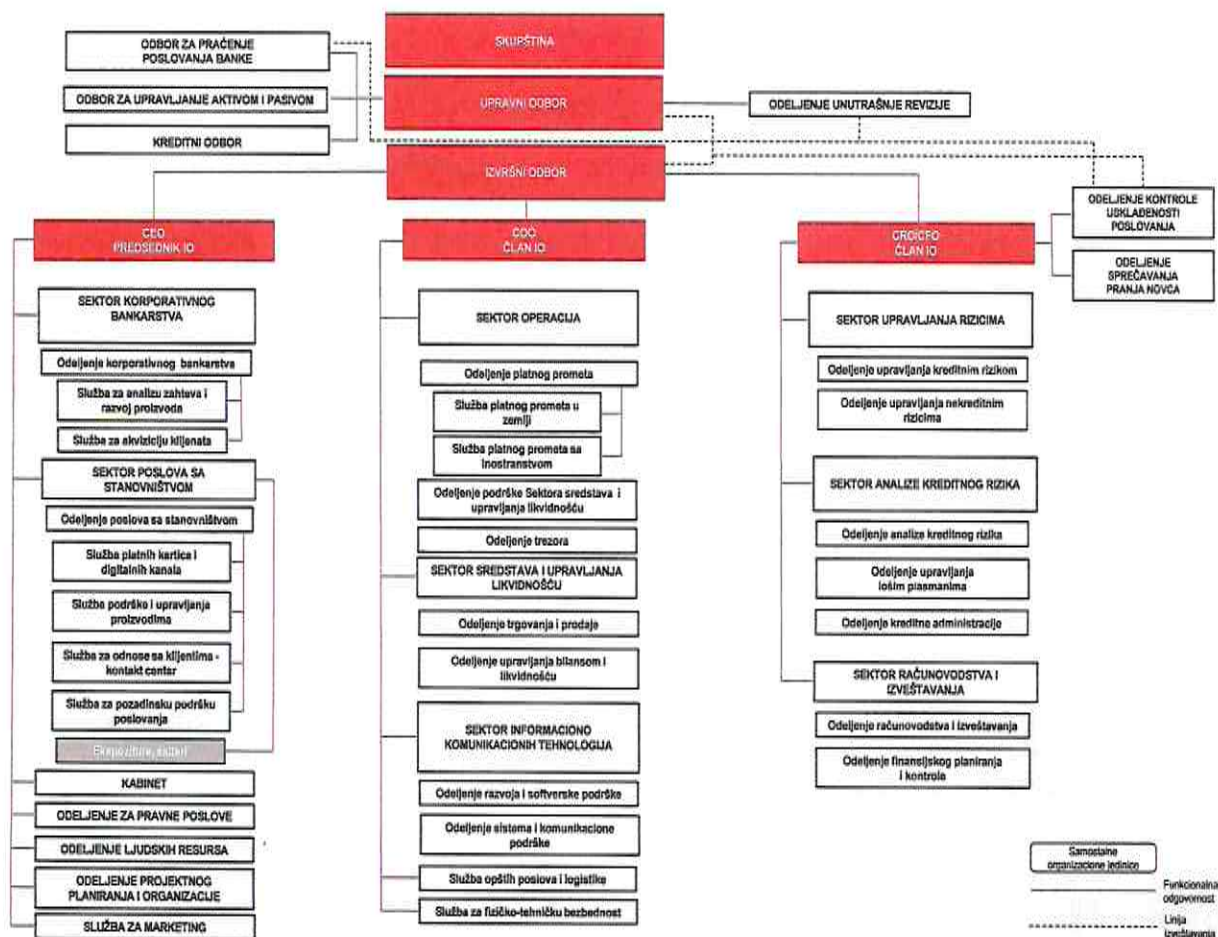 SKUPŠTINA
ODBOR ZA PRAĆENJE
POSLOVANJA BANKE
ODBOR ZA UPRAVLJANJE AKTIVOM I PASIVOM
UPRAVNI ODBOR
ODELJENJE UNUTRAŠNJE REVIZIJE
KREDITNI ODBOR
IZVRŠNI ODBOR
ODELJENJE KONTROLE
USKLAĐENOSTI
POSLOVANJA
ODELJENJE
SPREČAVANJA
PRANJA NOVCA
CEO
PREDSEDNIK IO
SEKTOR KORPORATIVNOG
BANKARSTVA
Odeljenje korporativnog bankarstva
Služba za analizu zahteva i
razvoj proizvoda
Služba za akviziciju klijenata
SEKTOR POSLOVA SA
STANOVNIŠTVOM
Odeljenje poslova sa stanovništvom
Služba platnih kartica i
digitalnih kanala
Služba podrške i upravljanja
proizvodima
Služba za odnose sa klijentima -
kontakt centar
Služba za pozadinsku podršku
poslovanja
Ekspoziture, šalteri
KABINET
ODELJENJE ZA PRAVNE POSLOVE
ODELJENJE LJUDSKIH RESURSA
ODELJENJE PROJEKTNOG
PLANIRANJA I ORGANIZACIJE
SLUŽBA ZA MARKETING
COO
ČLAN IO
SEKTOR OPERACIJA
Odeljenje platnog prometa
Služba platnog prometa u
zemlji
Služba platnog prometa sa
inostranstvom
Odeljenje podrške Sektora sredstava i
upravljanja likvidnošću
Odeljenje trezora
SEKTOR SREDSTAVA I UPRAVLJANJA
LIKVIDNOŠĆU
Odeljenje trgovanja i prodaje
Odeljenje upravljanja bilansom i
likvidnošću
SEKTOR INFORMACIONO
KOMUNIKACIONIH TEHNOLOGIJA
Odeljenje razvoja i softverske podrške
Odeljenje sistema i komunikacione
podrške
Služba opštih poslova i logistike
Služba za fizičko-tehničku bezbednost
CRO/CFO
ČLAN IO
SEKTOR UPRAVLJANJA RIZICIMA
Odeljenje upravljanja kreditnim rizikom
Odeljenje upravljanja nekreditnim
rizicima
SEKTOR ANALIZE KREDITNOG RIZIKA
Odeljenje analize kreditnog rizika
Odeljenje upravljanja
lošim plasmanima
Odeljenje kreditne administracije
SEKTOR RAČUNOVODSTVA I
IZVEŠTAVANJA
Odeljenje računovodstva i izveštavanja
Odeljenje finansijskog planiranja
i kontrole
Samostalne
organizacione jedinice
Funkcionalna
odgovornost
Linija
izveštavanja